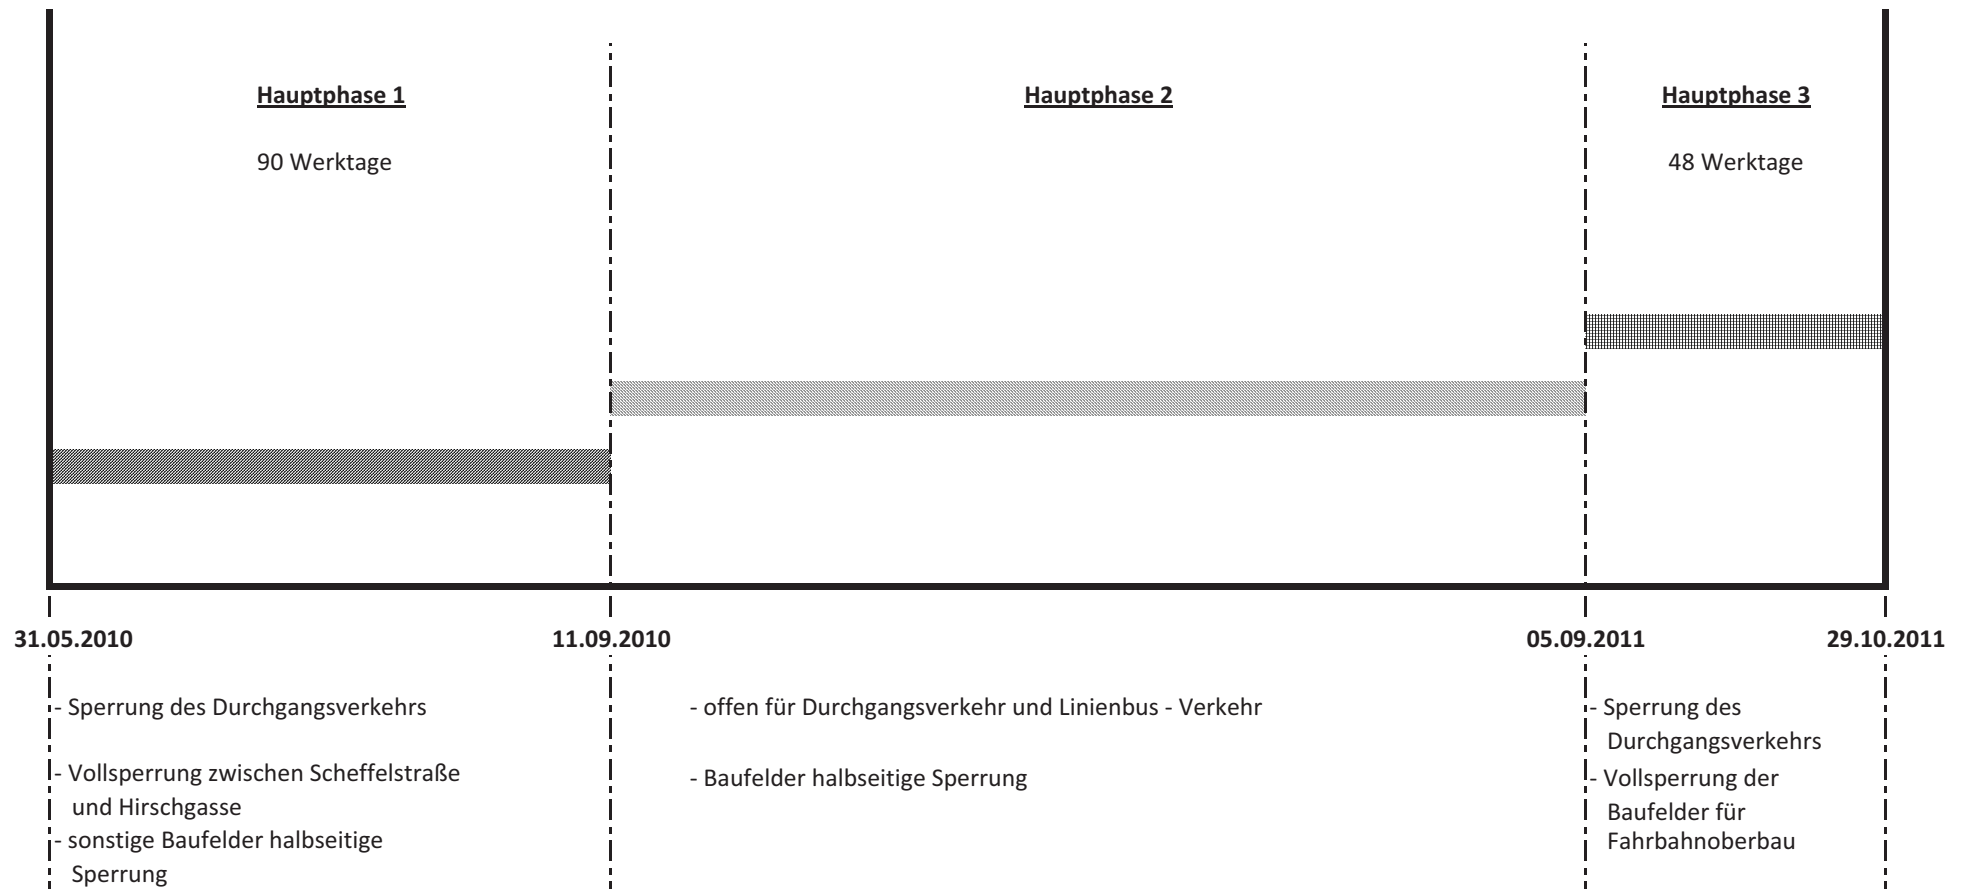 Hauptphase 1
Hauptphase 2
Hauptphase 3
90 Werktage
48 Werktage
31.05.2010
11.09.2010
05.09.2011
29.10.2011
- Sperrung des Durchgangsverkehrs
- Vollsperrung zwischen Scheffelstraße
und Hirschgasse
- sonstige Baufelder halbseitige
Sperrung
- offen für Durchgangsverkehr und Linienbus - Verkehr
- Baufelder halbseitige Sperrung
- Sperrung des
Durchgangsverkehrs
- Vollsperrung der
Baufelder für
Fahrbahnoberbau